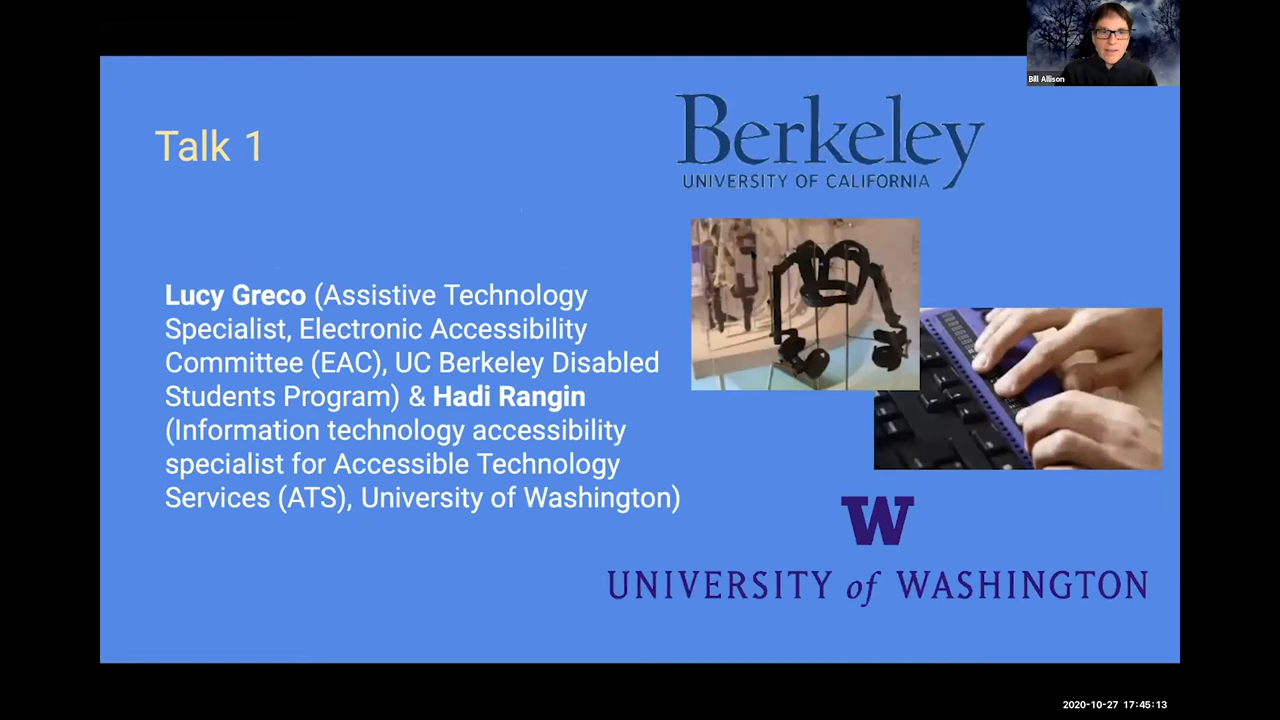 Bill Allison
Talk 1
Berkeley
UNIVERSITY OF CALIFORNIA
Lucy Greco (Assistive Technology
Specialist, Electronic Accessibility
Committee (EAC), UC Berkeley Disabled
Students Program) & Hadi Rangin
(Information technology accessibility
specialist for Accessible Technology
Services (ATS), University of Washington)
W
UNIVERSITY of WASHINGTON
2020-10-27 17:45:13